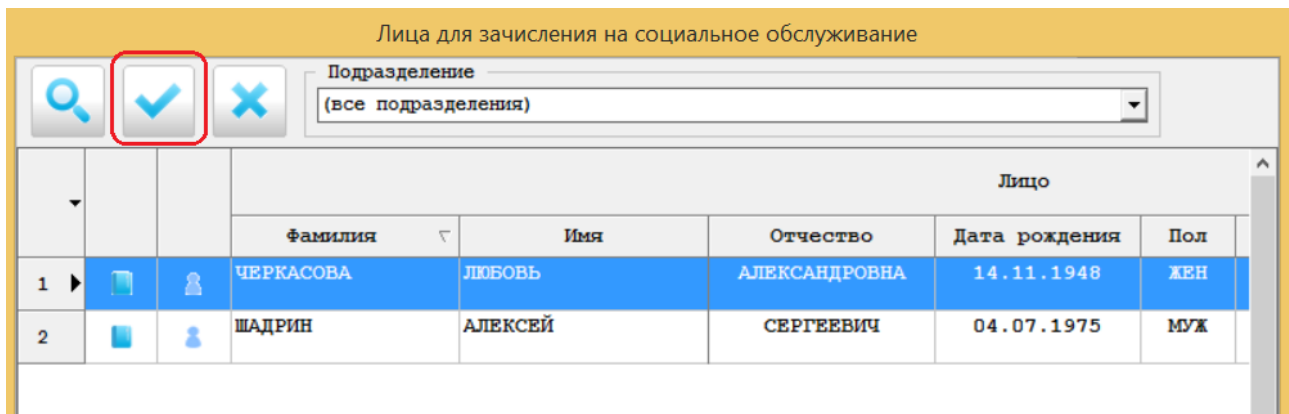 Лица для зачисления на социальное обслуживание
Подразделение
(все подразделения)
Лицо
Фамилия Имя Отчество Дата рождения Пол
1 ЧЕРКАСОВА ЛЮБОВЬ АЛЕКСАНДРОВНА 14.11.1948 ЖЕН
2 ШАДРИН АЛЕКСЕЙ СЕРГЕЕВИЧ 04.07.1975 МУЖ